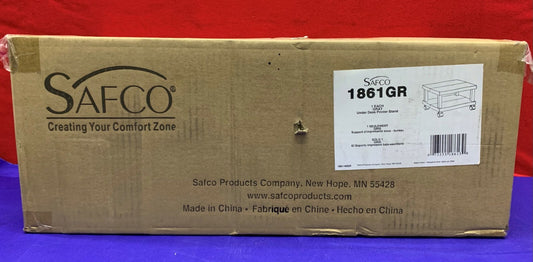 SAFCO®
Creating Your Comfort Zone
SAFCO
1861GR
1 EACH
GRAY
Under Desk Printer Stand
Safco Products Company, New Hope, MN 55428
www.safcoproducts.com
Made in China • Fabriqué en Chine • Hecho en China